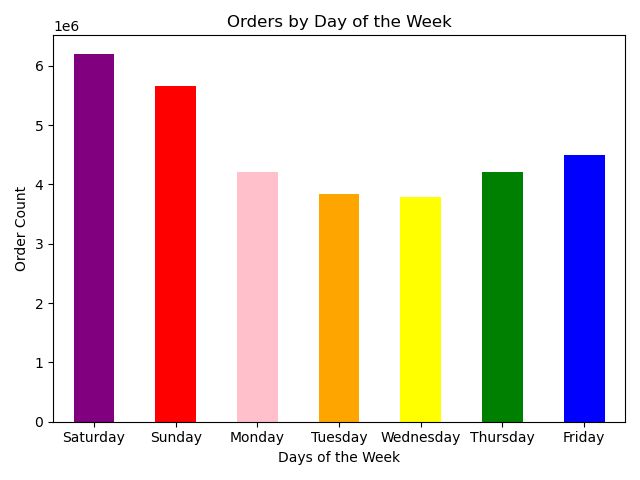 Orders by Day of the Week
1e6
6
5
4
3
2
1
0
Order Count
Saturday Sunday Monday Tuesday Wednesday Thursday Friday
Days of the Week